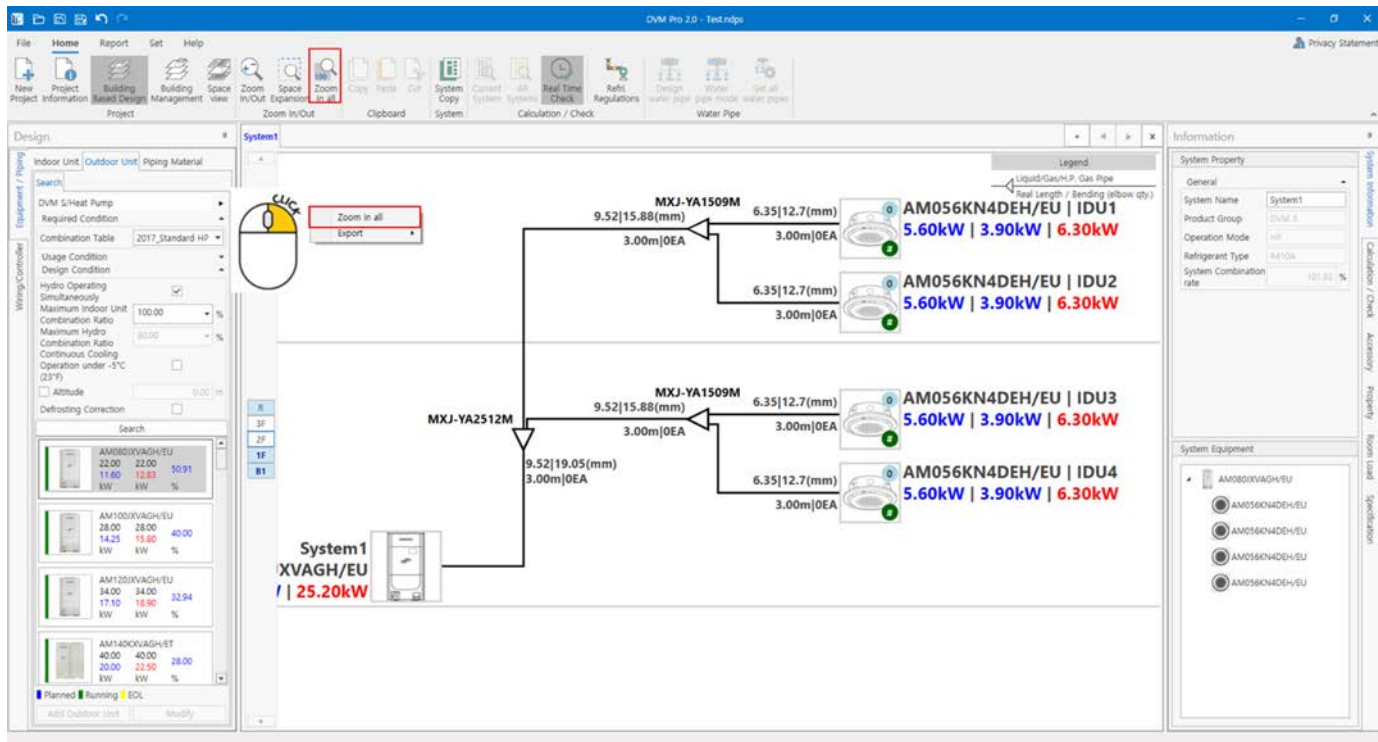 DVM Pro 2.0 - Test.ndps
File Home Report Set Help
Privacy Statement
New Project
Project Information
Building Based Design
Building Management
Space view
Zoom In/Out
Space Expansion
Zoom in all
Copy
Paste
Cut
System Copy
Current System
All Systems
Real Time Check
Refri. Regulations
Design water pipe
Water pipe mode
Set all water pipes
Project
Zoom In/Out
Clipboard
System
Calculation / Check
Water Pipe
Design
Equipment / Piping
Wiring/Controller
Indoor Unit Outdoor Unit Piping Material
Search
DVM S/Heat Pump
Required Condition
Combination Table 2017_Standard HP
Usage Condition
Design Condition
Hydro Operating
Simultaneously
Maximum Indoor Unit
Combination Ratio
100.00 %
Maximum Hydro
Combination Ratio
80.00 %
Continuous Cooling
Operation under -5°C
(23°F)
Altitude 0.00 m
Defrosting Correction
Search
AM080JXVAGH/EU
22.00 22.00
11.60 12.83
50.91
kW kW %
AM100JXVAGH/EU
28.00 28.00
14.25 15.80
40.00
kW kW %
AM120JXVAGH/EU
34.00 34.00
17.10 18.90
32.94
kW kW %
AM140KXVAGH/ET
40.00 40.00
20.00 22.50
28.00
kW kW %
Planned Running EOL
Add Outdoor Unit Modify
System1
CLICK
Zoom in all
Export
R
3F
2F
1F
B1
Legend
Liquid/Gas/H.P. Gas Pipe
Real Length / Bending (elbow qty.)
MXJ-YA1509M
9.52|15.88(mm)
3.00m|0EA
6.35|12.7(mm)
3.00m|0EA
AM056KN4DEH/EU | IDU1
5.60kW | 3.90kW | 6.30kW
6.35|12.7(mm)
3.00m|0EA
AM056KN4DEH/EU | IDU2
5.60kW | 3.90kW | 6.30kW
MXJ-YA2512M
9.52|19.05(mm)
3.00m|0EA
MXJ-YA1509M
9.52|15.88(mm)
3.00m|0EA
6.35|12.7(mm)
3.00m|0EA
AM056KN4DEH/EU | IDU3
5.60kW | 3.90kW | 6.30kW
6.35|12.7(mm)
3.00m|0EA
AM056KN4DEH/EU | IDU4
5.60kW | 3.90kW | 6.30kW
System1
XVAGH/EU
| 25.20kW
Information
System Property
General
System Name System1
Product Group DVM S
Operation Mode HP
Refrigerant Type R410A
System Combination
rate
101.82 %
System Equipment
AM080JXVAGH/EU
AM056KN4DEH/EU
AM056KN4DEH/EU
AM056KN4DEH/EU
AM056KN4DEH/EU
System Information
Calculation / Check
Accessory
Property
Room Load
Specification